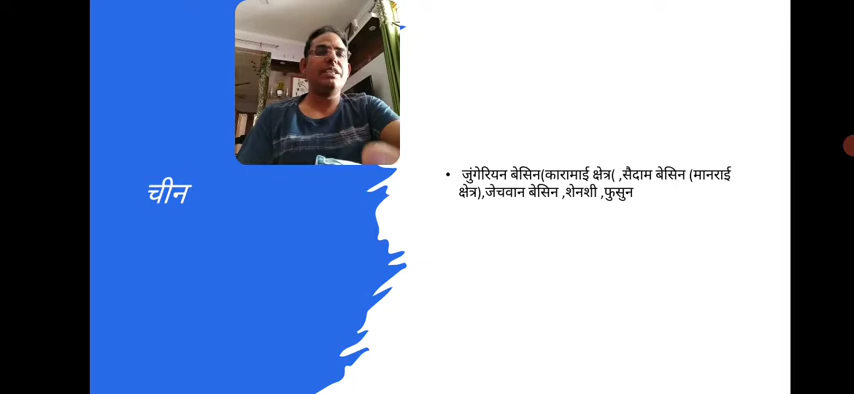 चीन
• जुंगेरियन बेसिन(कारामाई क्षेत्र( ,सैदाम बेसिन (मानराई
क्षेत्र),जेचवान बेसिन ,शेनशी ,फुसुन